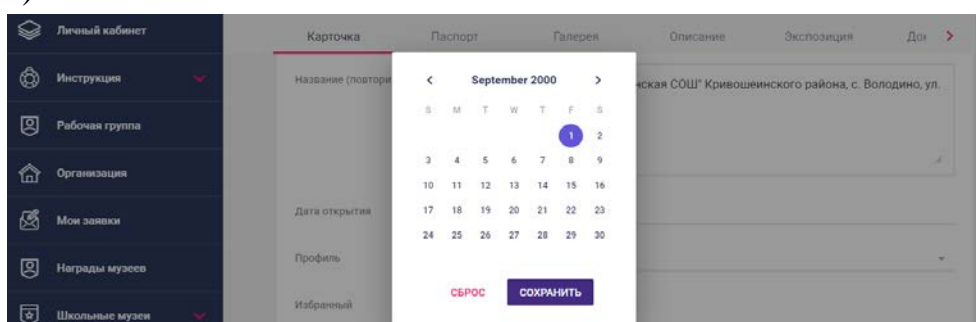 )
Личный кабинет
Инструкция
Рабочая группа
Организация
Мои заявки
Награды музеев
Школьные музеи
Карточка Паспорт Галерея Описание Экспозиция
Название (повтори
нская СОШ" Кривошеинского района, с. Володино, ул.
Дата открытия
Профиль
Избранный
< September 2000 >
S M T W T F S
1 2
3 4 5 6 7 8 9
10 11 12 13 14 15 16
17 18 19 20 21 22 23
24 25 26 27 28 29 30
СБРОС СОХРАНИТЬ